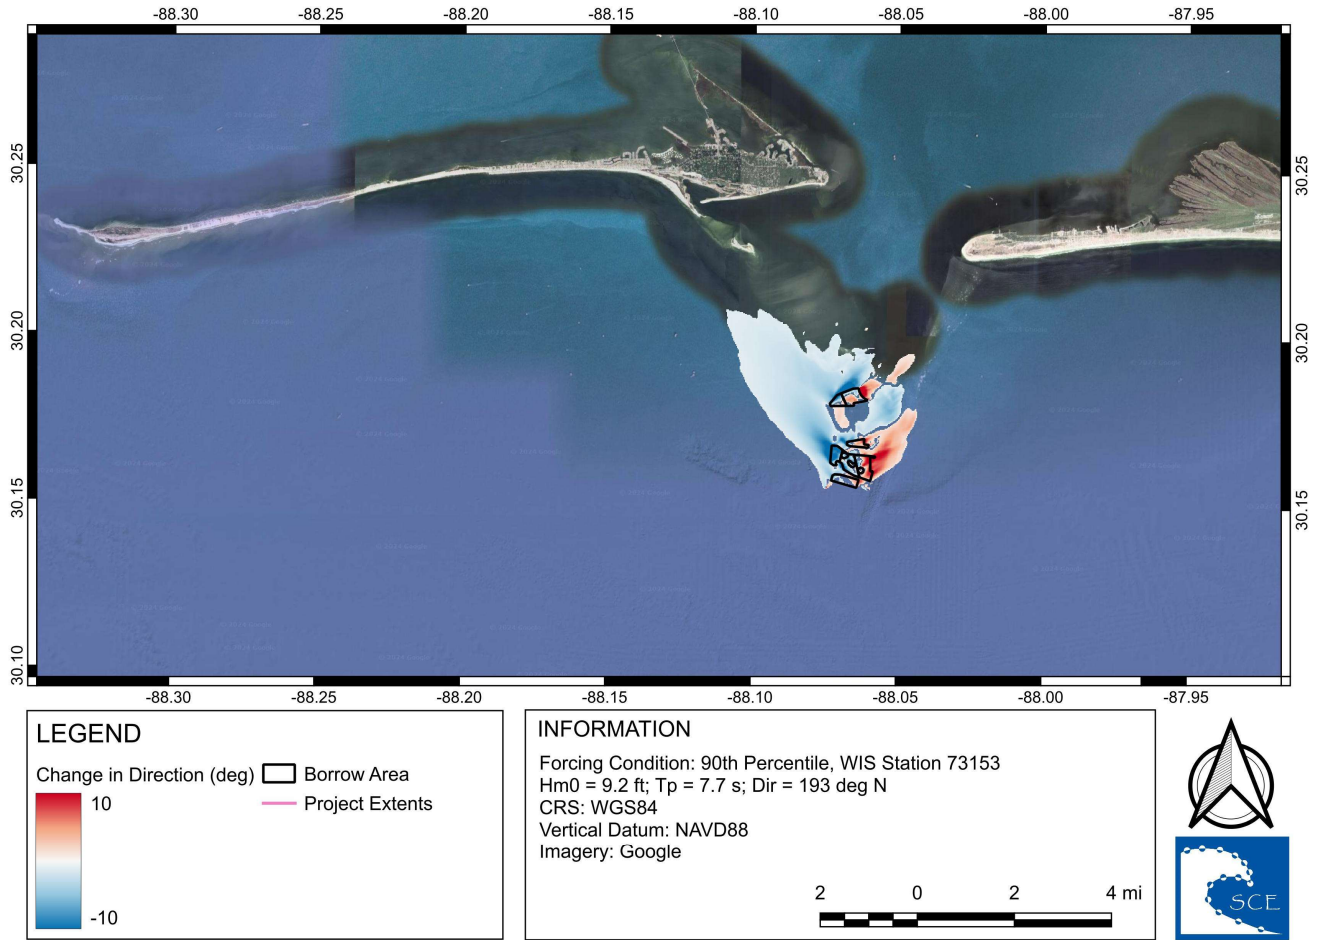 -88.30 -88.25 -88.20 -88.15 -88.10 -88.05 -88.00 -87.95
30.25 30.25
30.20 30.20
30.15 30.15
30.10
-88.30 -88.25 -88.20 -88.15 -88.10 -88.05 -88.00 -87.95
LEGEND
Change in Direction (deg)
10
-10
Borrow Area
Project Extents
INFORMATION
Forcing Condition: 90th Percentile, WIS Station 73153
Hm0 = 9.2 ft; Tp = 7.7 s; Dir = 193 deg N
CRS: WGS84
Vertical Datum: NAVD88
Imagery: Google
2 0 2 4 mi
SCE